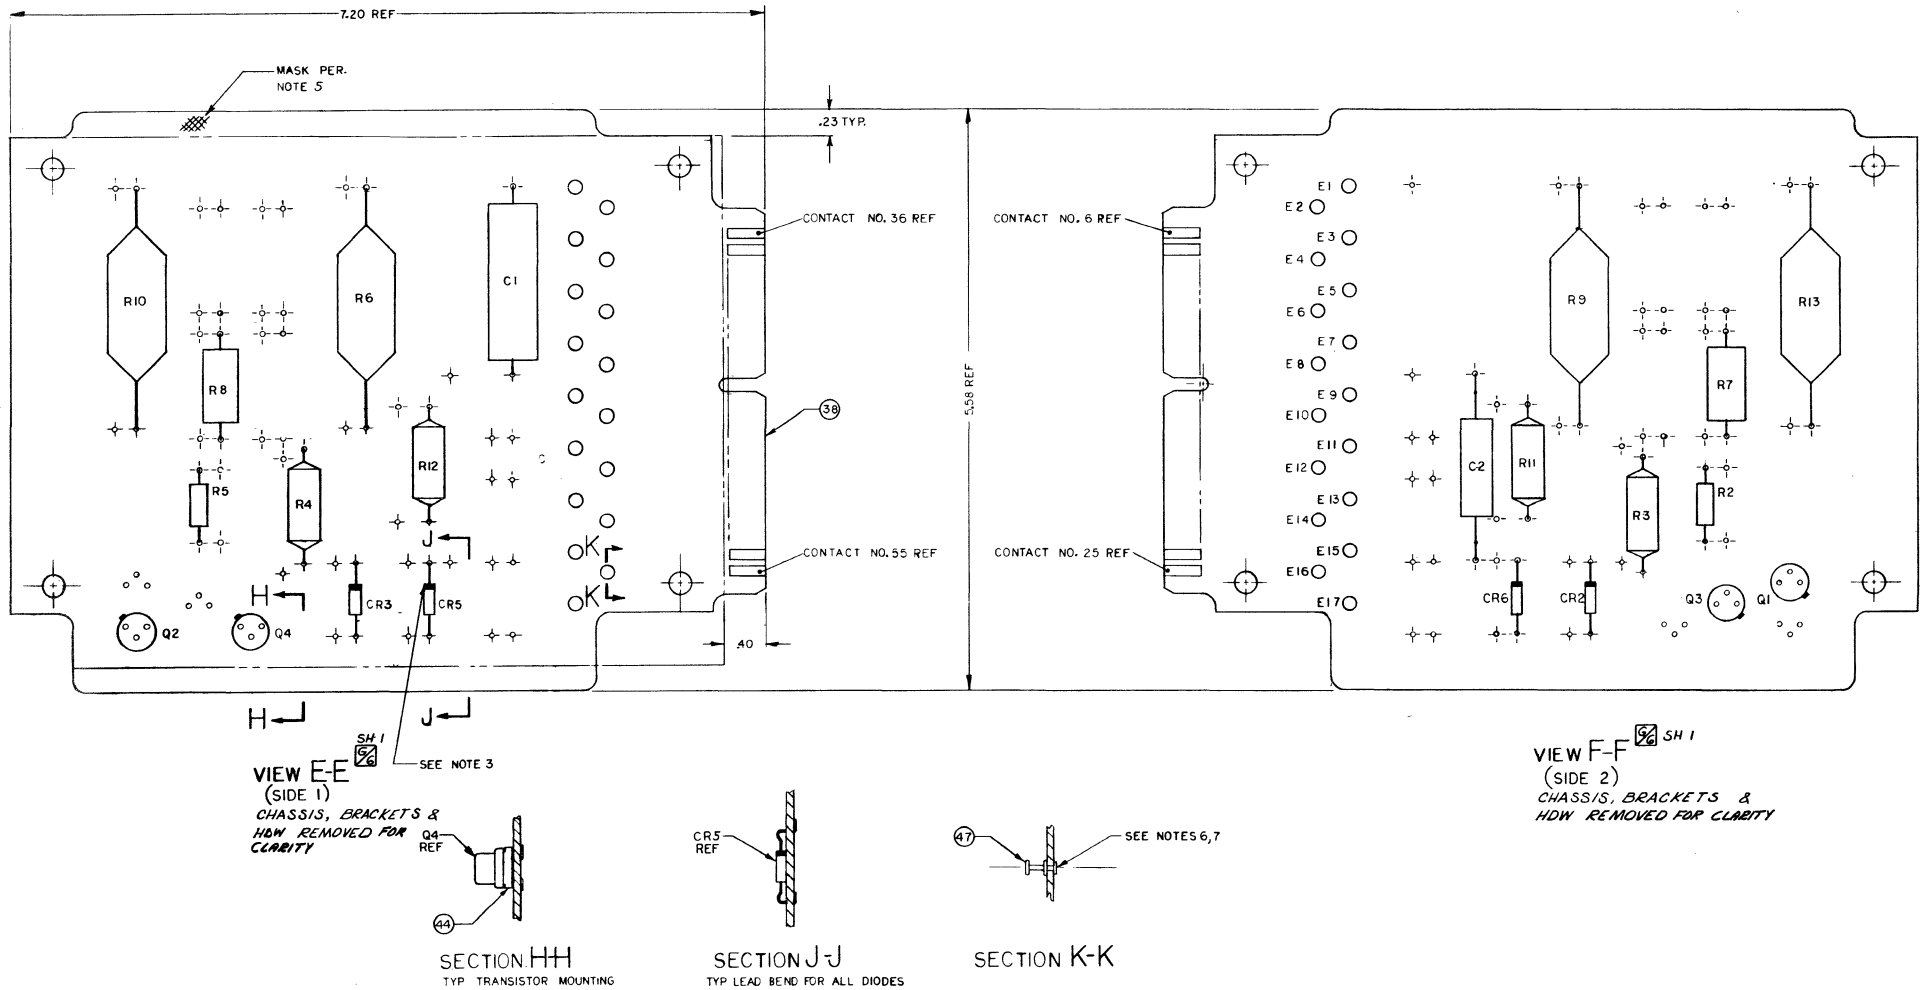 7.20 REF
MASK PER.
NOTE 5
.23 TYP.
CONTACT NO. 36 REF
CONTACT NO. 6 REF
R10
R6
C1
R8
R5
R4
R12
38
5.58 REF
J
K
K
CONTACT NO. 55 REF
CONTACT NO. 25 REF
H
CR3
CR5
Q2
Q4
.40
H
J
E1
E2
E3
E4
E5
E6
E7
E8
E9
E10
E11
E12
E13
E14
E15
E16
E17
R9
R13
R7
C2
R11
R3
R2
CR6
CR2
Q3
Q1
SH 1
VIEW E-E
(SIDE 1)
CHASSIS, BRACKETS &
HDW REMOVED FOR
CLARITY
SEE NOTE 3
SH 1
VIEW F-F
(SIDE 2)
CHASSIS, BRACKETS &
HDW REMOVED FOR CLARITY
Q4
REF
44
SECTION H-H
TYP TRANSISTOR MOUNTING
CR5
REF
SECTION J-J
TYP LEAD BEND FOR ALL DIODES
47
SEE NOTES 6,7
SECTION K-K